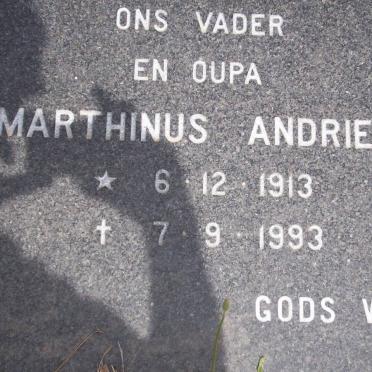 ONS VADER
EN OUPA
MARTHINUS ANDRIE
★ 6 · 12 · 1913
✝ 7 · 9 · 1993
GODS